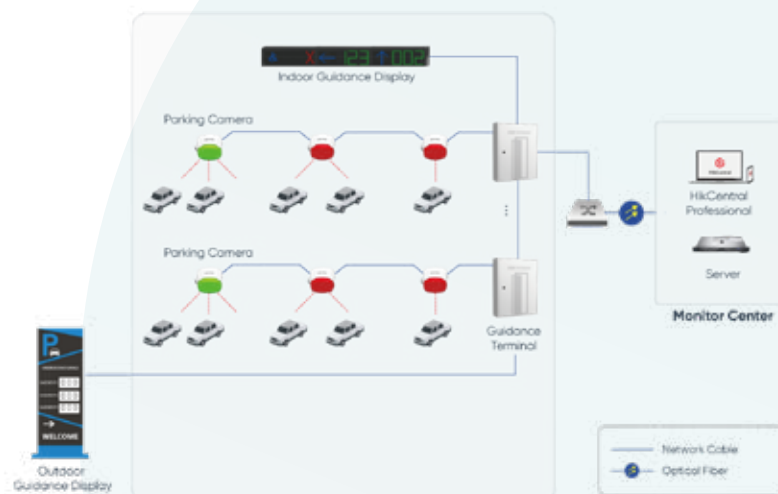 Indoor Guidance Display
Parking Camera
HikCentral
Professional
Parking Camera
Server
Monitor Center
Guidance
Terminal
P
WELCOME
Network Cable
Optical Fiber
Outdoor
Guidance Display